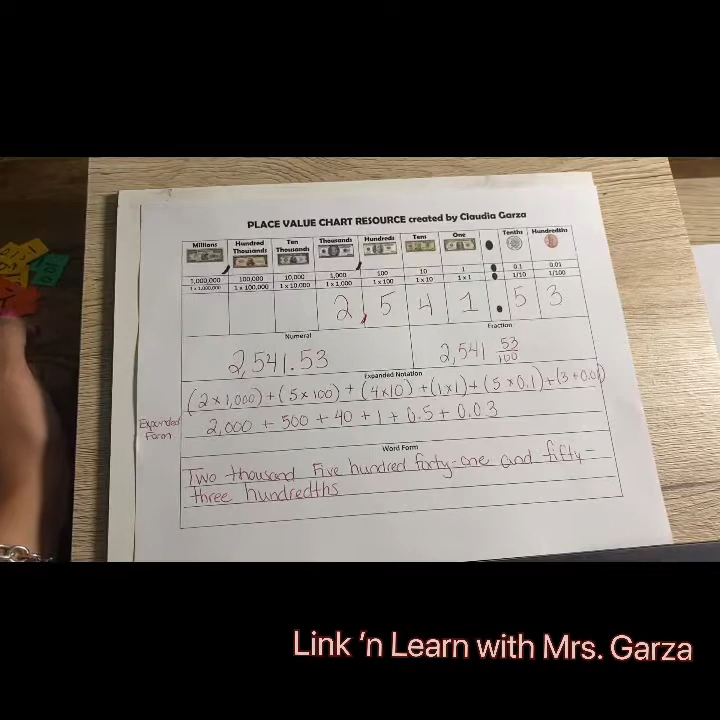 PLACE VALUE CHART RESOURCE created by Claudia Garza
Millions Hundred Thousands Ten Thousands , Thousands Hundreds , Tens One • Tenths Hundredths
1,000,000 100,000 10,000 1,000 100 10 1 • 0.1 0.01
1 x 1,000,000 1 x 100,000 1 x 10,000 1 x 1,000 1 x 100 1 x 10 1 x 1 • 1/10 1/100
2 , 5 4 1 . 5 3
Numeral Fraction
2,541.53 2,541 53/100
Expanded Notation
(2 x 1,000) + (5 x 100) + (4x10) + (1x1) + (5 x 0.1) + (3 + 0.01)
Expanded Form 2,000 + 500 + 40 + 1 + 0.5 + 0.03
Word Form
Two thousand Five hundred forty-one and fifty-
three hundredths
Link 'n Learn with Mrs. Garza